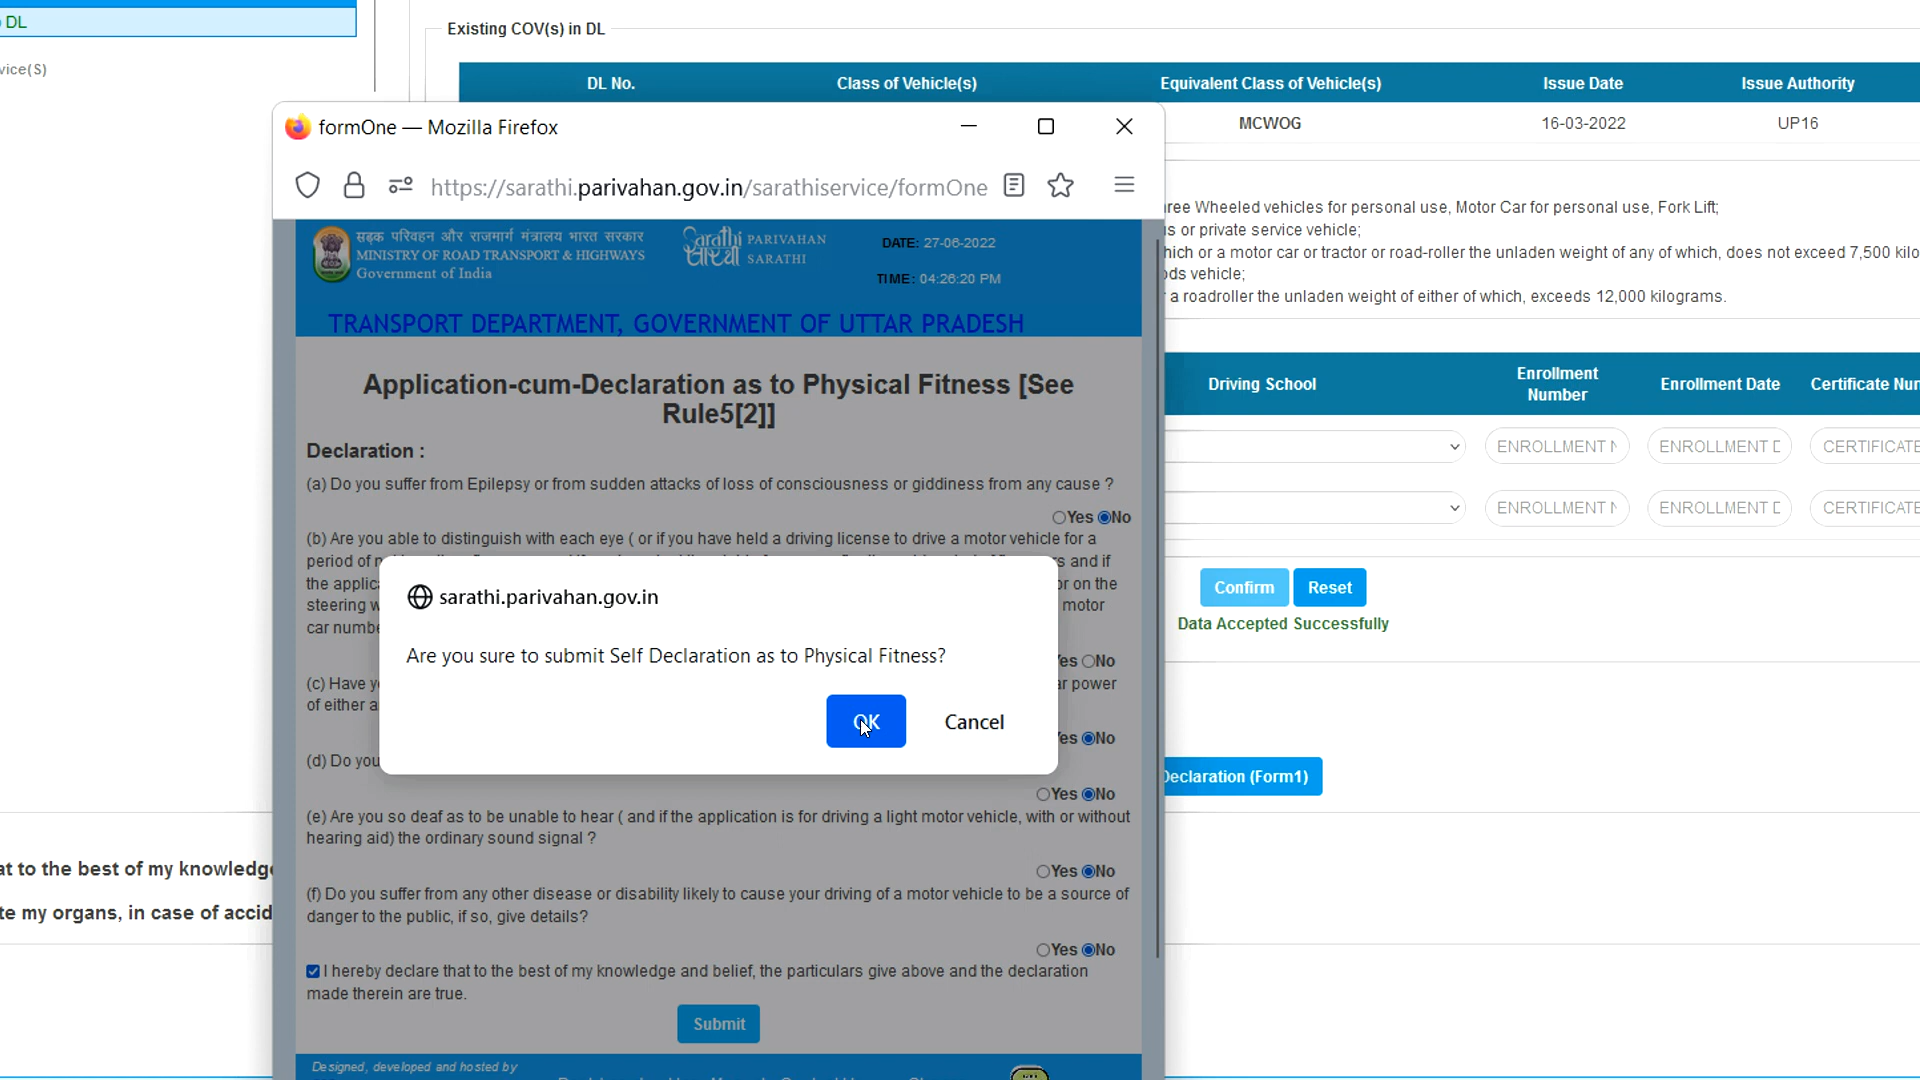 DL
vice(S)
Existing COV(s) in DL
DL No. Class of Vehicle(s) Equivalent Class of Vehicle(s) Issue Date Issue Authority
MCWOG 16-03-2022 UP16
Wheeled vehicles for personal use, Motor Car for personal use, Fork Lift;
or private service vehicle;
or a motor car or tractor or road-roller the unladen weight of any of which, does not exceed 7,500 kilo
vehicle;
a roadroller the unladen weight of either of which, exceeds 12,000 kilograms.
Driving School Enrollment Number Enrollment Date Certificate Num
ENROLLMENT N ENROLLMENT D CERTIFICATE
ENROLLMENT N ENROLLMENT D CERTIFICATE
Confirm Reset
Data Accepted Successfully
Declaration (Form1)
at to the best of my knowledge
te my organs, in case of accid
formOne — Mozilla Firefox
https://sarathi.parivahan.gov.in/sarathiservice/formOne
सड़क परिवहन और राजमार्ग मंत्रालय भारत सरकार
MINISTRY OF ROAD TRANSPORT & HIGHWAYS
Government of India
Sarathi सारथी PARIVAHAN
SARATHI
DATE: 27-06-2022
TIME: 04:26:20 PM
TRANSPORT DEPARTMENT, GOVERNMENT OF UTTAR PRADESH
Application-cum-Declaration as to Physical Fitness [See
Rule5[2]]
Declaration :
(a) Do you suffer from Epilepsy or from sudden attacks of loss of consciousness or giddiness from any cause ?
Yes No
(b) Are you able to distinguish with each eye ( or if you have held a driving license to drive a motor vehicle for a
period of and if
the applic or on the
steering w motor
car numbe
Yes No
(c) Have power
of either a
Yes No
(d) Do you
Yes No
(e) Are you so deaf as to be unable to hear ( and if the application is for driving a light motor vehicle, with or without
hearing aid) the ordinary sound signal ?
Yes No
(f) Do you suffer from any other disease or disability likely to cause your driving of a motor vehicle to be a source of
danger to the public, if so, give details?
Yes No
I hereby declare that to the best of my knowledge and belief, the particulars give above and the declaration
made therein are true.
Submit
Designed, developed and hosted by
sarathi.parivahan.gov.in
Are you sure to submit Self Declaration as to Physical Fitness?
OK Cancel